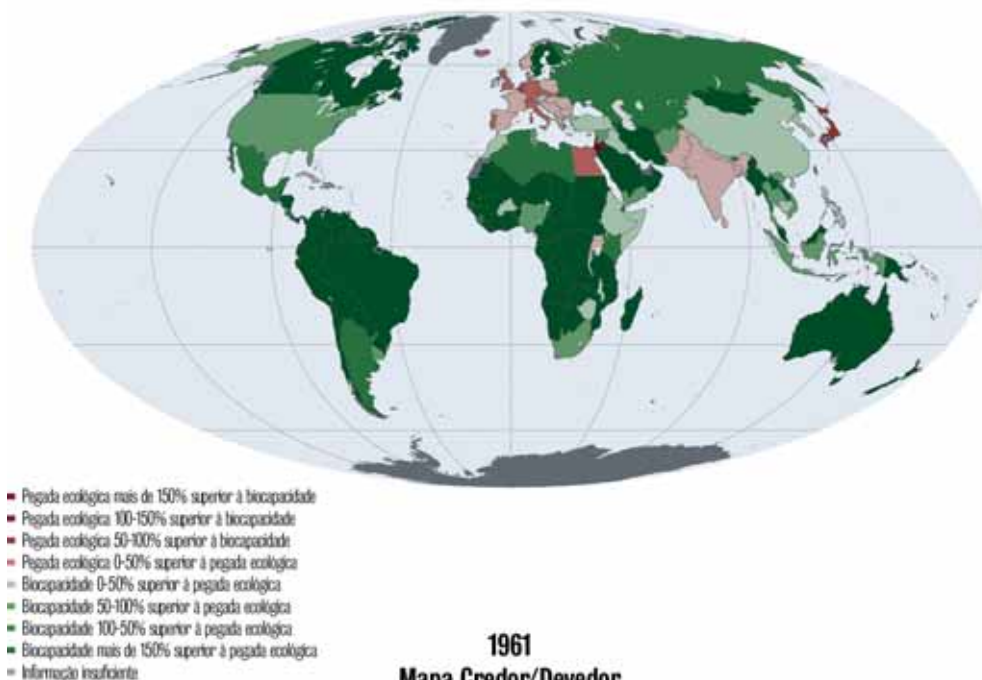 Pegada ecológica mais de 150% superior à biocapacidade
Pegada ecológica 100-150% superior à biocapacidade
Pegada ecológica 50-100% superior à biocapacidade
Pegada ecológica 0-50% superior à pegada ecológica
Biocapacidade 0-50% superior à pegada ecológica
Biocapacidade 50-100% superior à pegada ecológica
Biocapacidade 100-50% superior à pegada ecológica
Biocapacidade mais de 150% superior à pegada ecológica
Informação insuficiente
1961
Mapa Credor/Devedor